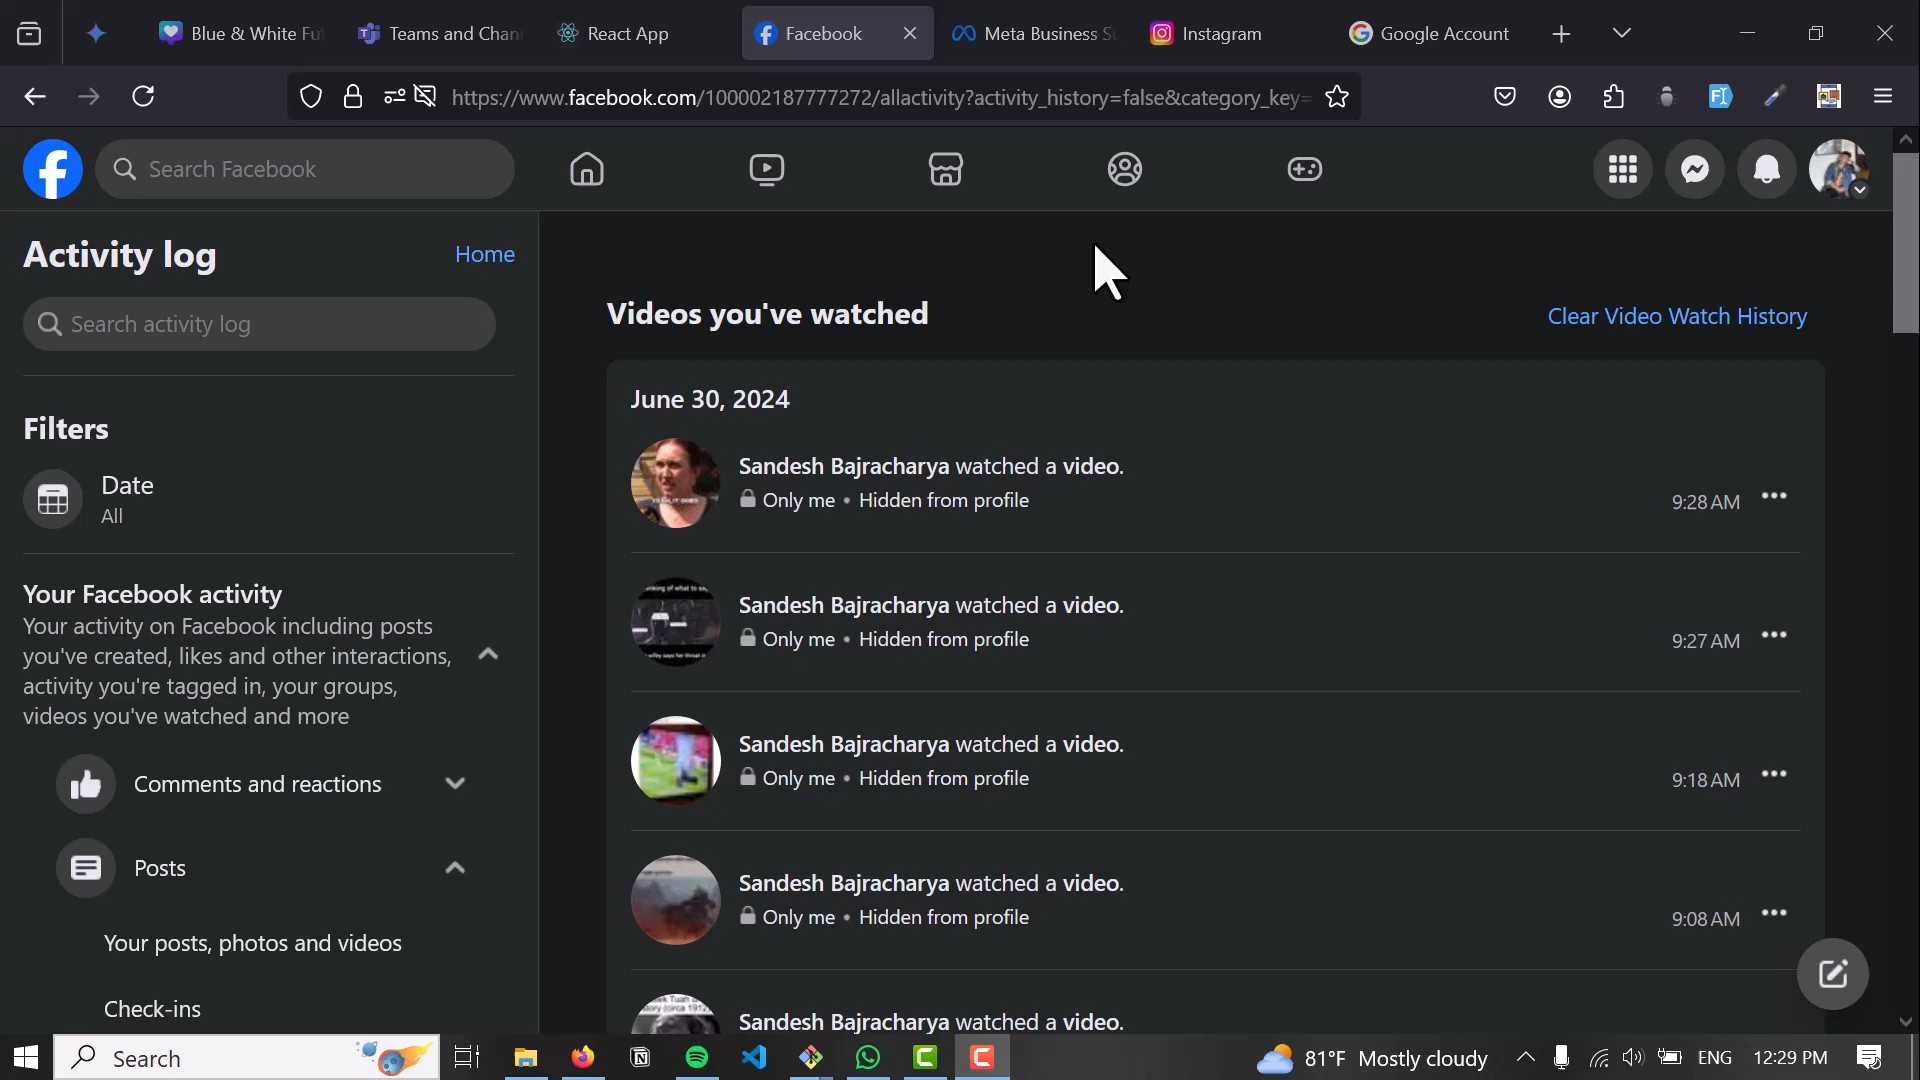 Blue & White Fut
Teams and Chan
React App
Facebook
Meta Business Su
Instagram
Google Account
https://www.facebook.com/100002187777272/allactivity?activity_history=false&category_key=
Search Facebook
Activity log
Home
Search activity log
Filters
Date
All
Your Facebook activity
Your activity on Facebook including posts
you've created, likes and other interactions,
activity you're tagged in, your groups,
videos you've watched and more
Comments and reactions
Posts
Your posts, photos and videos
Check-ins
Videos you've watched
Clear Video Watch History
June 30, 2024
Sandesh Bajracharya watched a video.
Only me • Hidden from profile
9:28 AM
Sandesh Bajracharya watched a video.
Only me • Hidden from profile
9:27 AM
Sandesh Bajracharya watched a video.
Only me • Hidden from profile
9:18 AM
Sandesh Bajracharya watched a video.
Only me • Hidden from profile
9:08 AM
Sandesh Bajracharya watched a video.
Search
81°F Mostly cloudy
ENG
12:29 PM